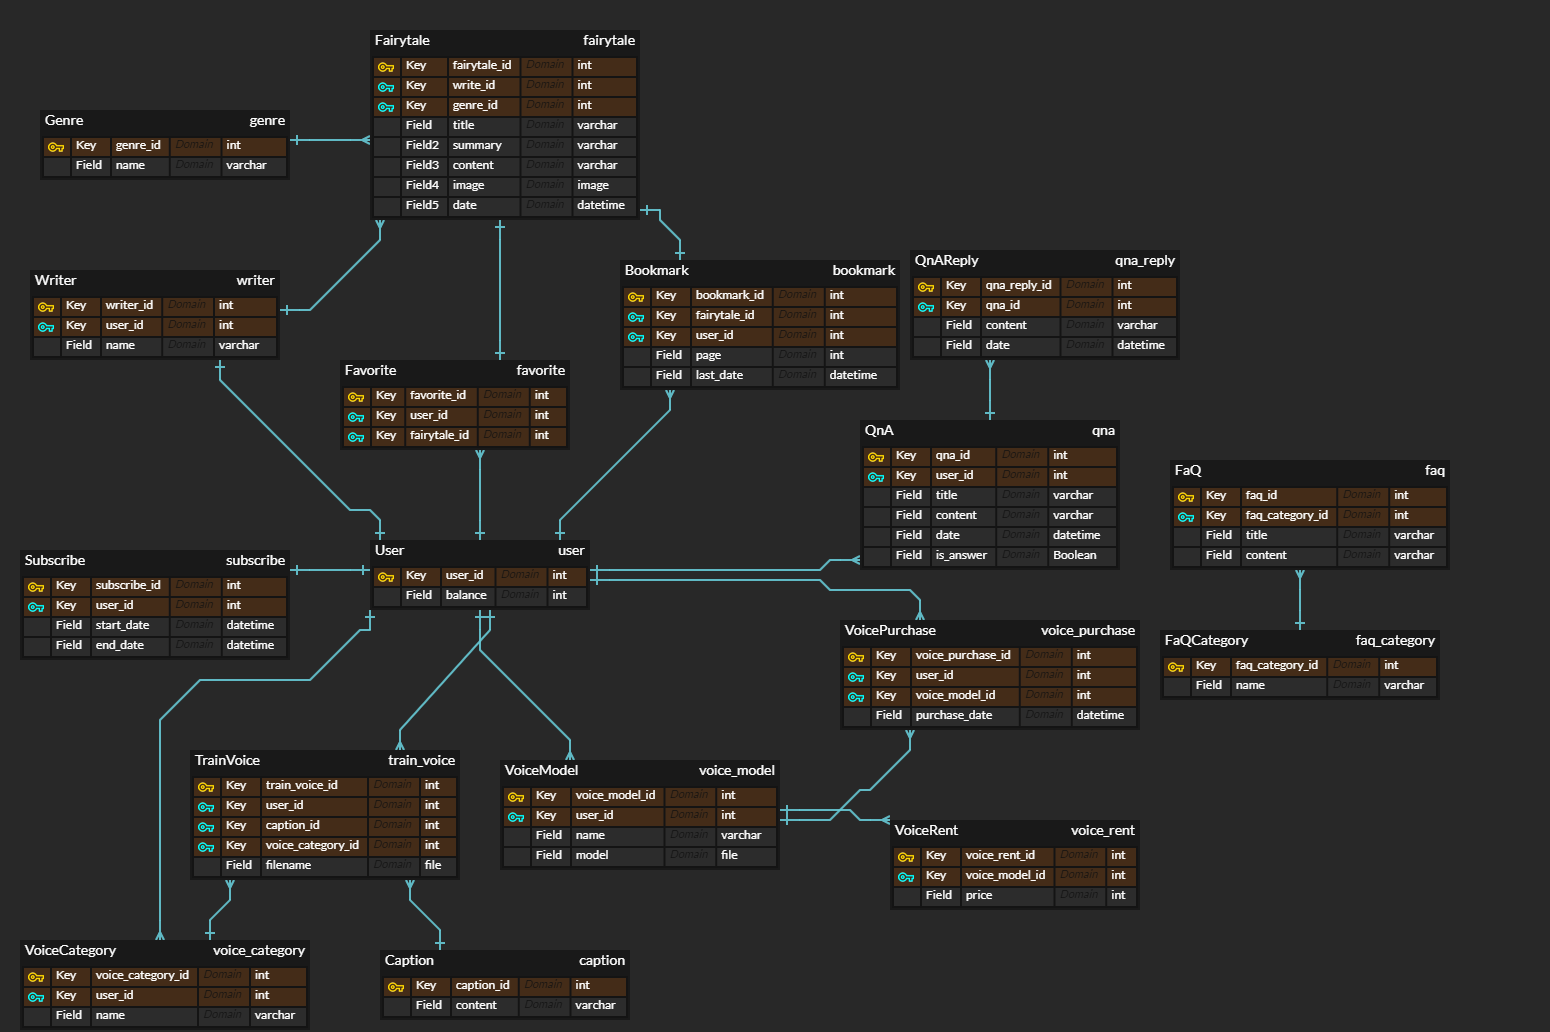 Fairytale fairytale
Key fairytale_id Domain int
Key write_id Domain int
Key genre_id Domain int
Field title Domain varchar
Field2 summary Domain varchar
Field3 content Domain varchar
Field4 image Domain image
Field5 date Domain datetime
Genre genre
Key genre_id Domain int
Field name Domain varchar
Writer writer
Key writer_id Domain int
Key user_id Domain int
Field name Domain varchar
Bookmark bookmark
Key bookmark_id Domain int
Key fairytale_id Domain int
Key user_id Domain int
Field page Domain int
Field last_date Domain datetime
QnAReply qna_reply
Key qna_reply_id Domain int
Key qna_id Domain int
Field content Domain varchar
Field date Domain datetime
Favorite favorite
Key favorite_id Domain int
Key user_id Domain int
Key fairytale_id Domain int
QnA qna
Key qna_id Domain int
Key user_id Domain int
Field title Domain varchar
Field content Domain varchar
Field date Domain datetime
Field is_answer Domain Boolean
FaQ faq
Key faq_id Domain int
Key faq_category_id Domain int
Field title Domain varchar
Field content Domain varchar
Subscribe subscribe
Key subscribe_id Domain int
Key user_id Domain int
Field start_date Domain datetime
Field end_date Domain datetime
User user
Key user_id Domain int
Field balance Domain int
VoicePurchase voice_purchase
Key voice_purchase_id Domain int
Key user_id Domain int
Key voice_model_id Domain int
Field purchase_date Domain datetime
FaQCategory faq_category
Key faq_category_id Domain int
Field name Domain varchar
TrainVoice train_voice
Key train_voice_id Domain int
Key user_id Domain int
Key caption_id Domain int
Key voice_category_id Domain int
Field filename Domain file
VoiceModel voice_model
Key voice_model_id Domain int
Key user_id Domain int
Field name Domain varchar
Field model Domain file
VoiceRent voice_rent
Key voice_rent_id Domain int
Key voice_model_id Domain int
Field price Domain int
VoiceCategory voice_category
Key voice_category_id Domain int
Key user_id Domain int
Field name Domain varchar
Caption caption
Key caption_id Domain int
Field content Domain varchar